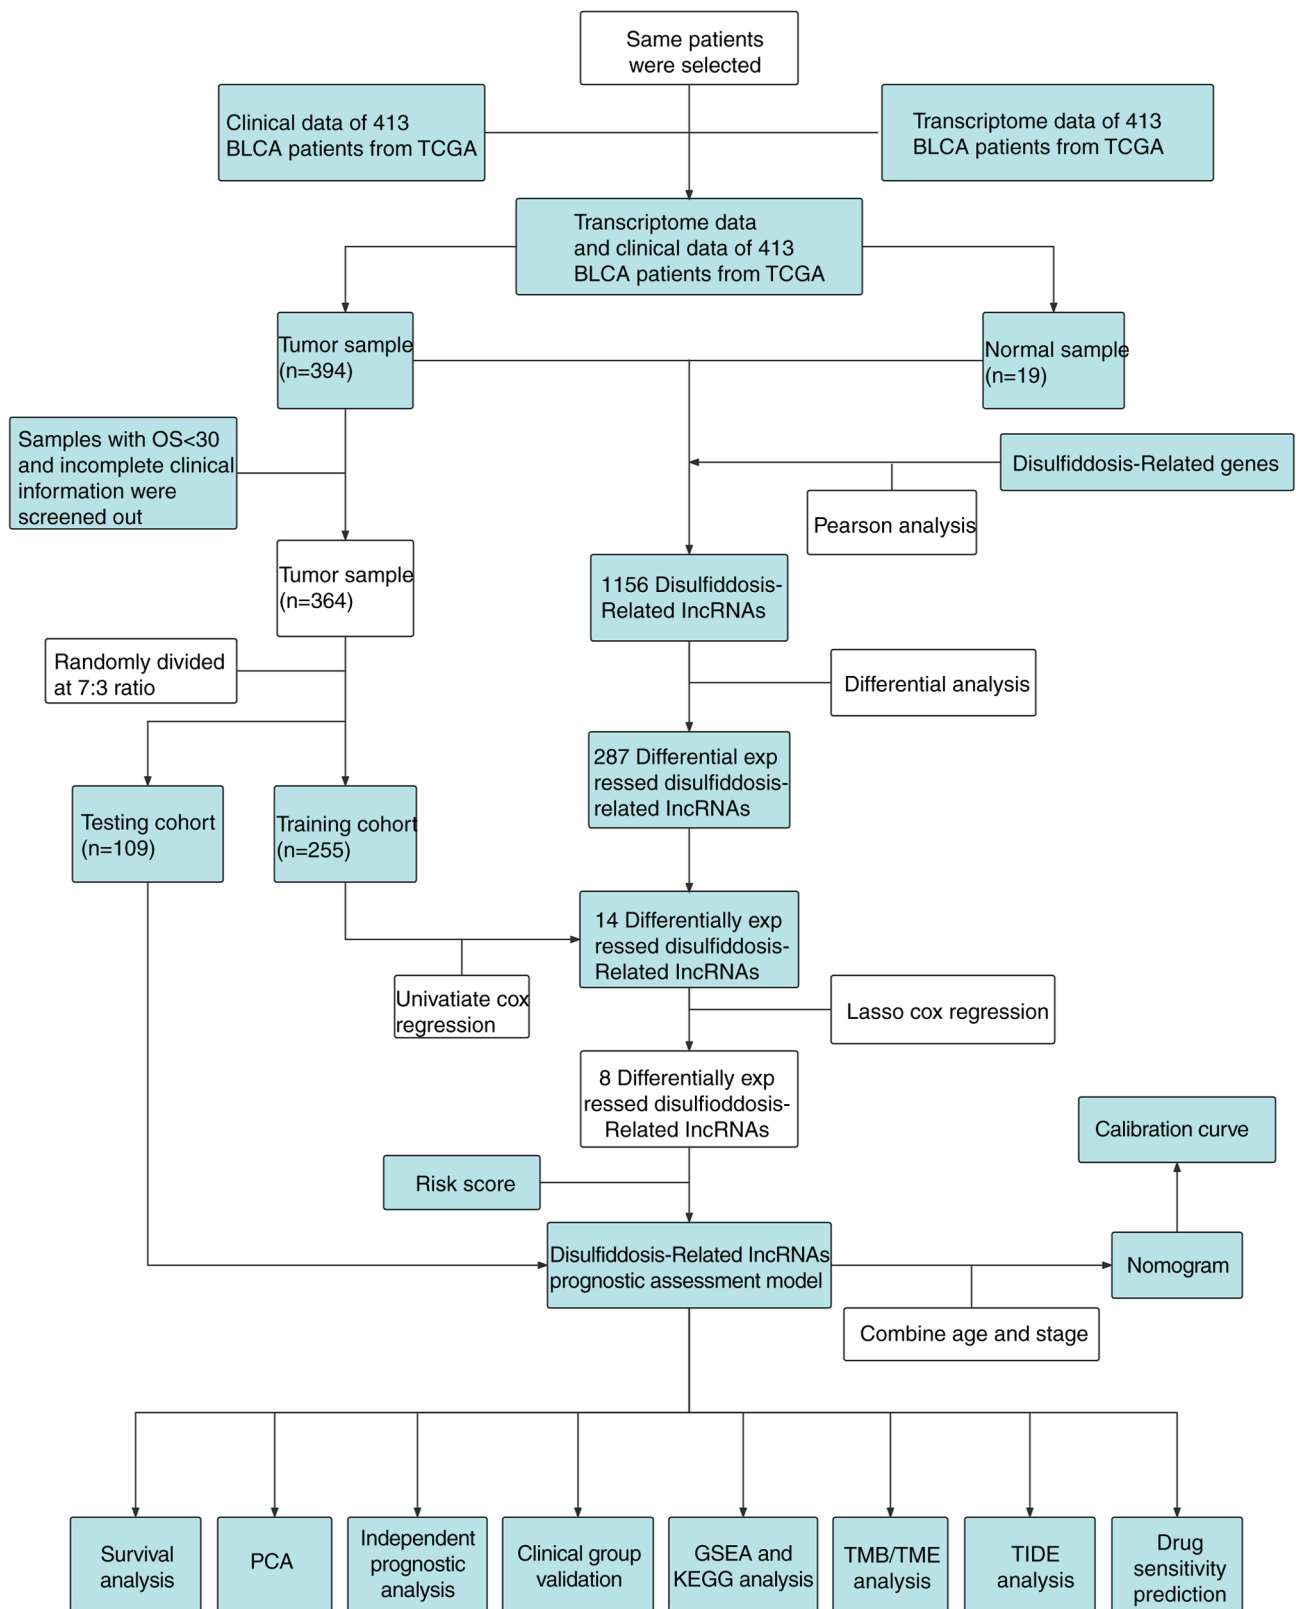 Same patients
were selected
Clinical data of 413
BLCA patients from TCGA
Transcriptome data of 413
BLCA patients from TCGA
Transcriptome data
and clinical data of 413
BLCA patients from TCGA
Tumor sample
(n=394)
Normal sample
(n=19)
Samples with OS<30
and incomplete clinical
information were
screened out
Disulfiddosis-Related genes
Pearson analysis
Tumor sample
(n=364)
1156 Disulfiddosis-
Related lncRNAs
Randomly divided
at 7:3 ratio
Differential analysis
287 Differential exp
ressed disulfiddosis-
related lncRNAs
Testing cohort
(n=109)
Training cohort
(n=255)
14 Differentially exp
ressed disulfiddosis-
Related lncRNAs
Univatiate cox
regression
Lasso cox regression
8 Differentially exp
ressed disulfioddosis-
Related lncRNAs
Calibration curve
Risk score
Disulfiddosis-Related lncRNAs
prognostic assessment model
Nomogram
Combine age and stage
Survival
analysis
PCA
Independent
prognostic
analysis
Clinical group
validation
GSEA and
KEGG analysis
TMB/TME
analysis
TIDE
analysis
Drug
sensitivity
prediction